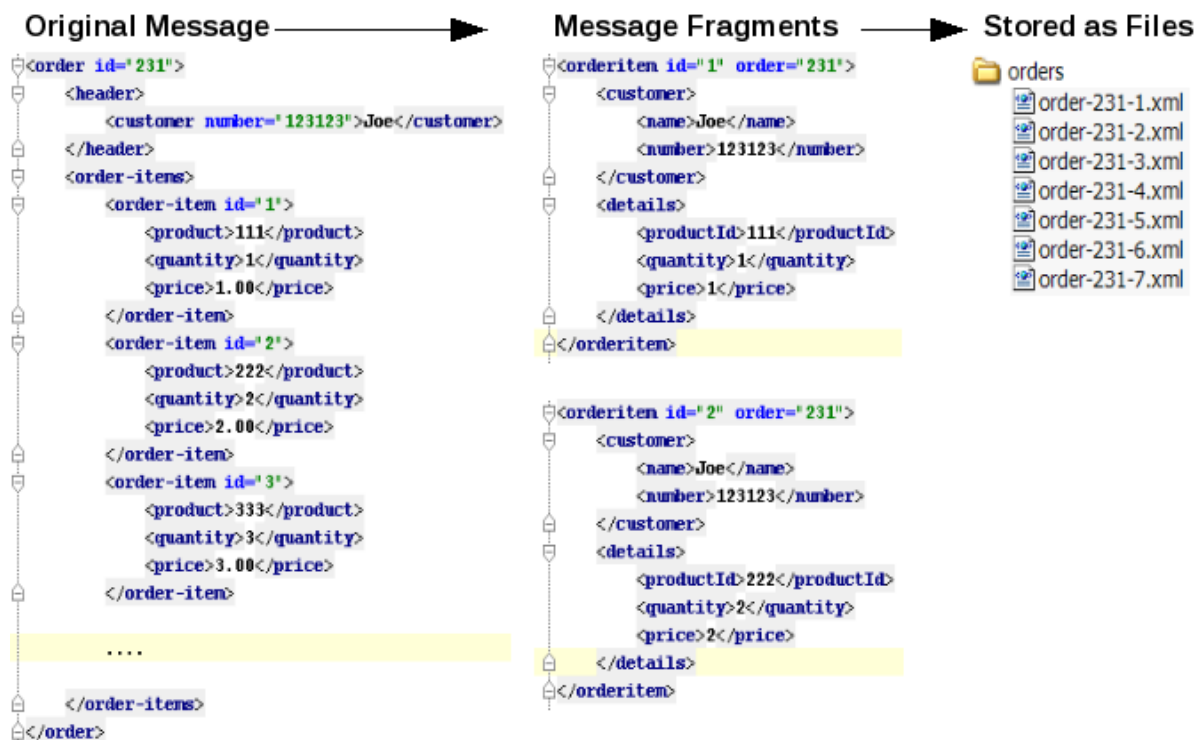 Original Message
<order id="231">
<header>
<customer number="123123">Joe</customer>
</header>
<order-items>
<order-item id="1">
<product>111</product>
<quantity>1</quantity>
<price>1.00</price>
</order-item>
<order-item id="2">
<product>222</product>
<quantity>2</quantity>
<price>2.00</price>
</order-item>
<order-item id="3">
<product>333</product>
<quantity>3</quantity>
<price>3.00</price>
</order-item>
....
</order-items>
</order>
Message Fragments
<orderitem id="1" order="231">
<customer>
<name>Joe</name>
<number>123123</number>
</customer>
<details>
<productId>111</productId>
<quantity>1</quantity>
<price>1</price>
</details>
</orderitem>
<orderitem id="2" order="231">
<customer>
<name>Joe</name>
<number>123123</number>
</customer>
<details>
<productId>222</productId>
<quantity>2</quantity>
<price>2</price>
</details>
</orderitem>
Stored as Files
orders
order-231-1.xml
order-231-2.xml
order-231-3.xml
order-231-4.xml
order-231-5.xml
order-231-6.xml
order-231-7.xml